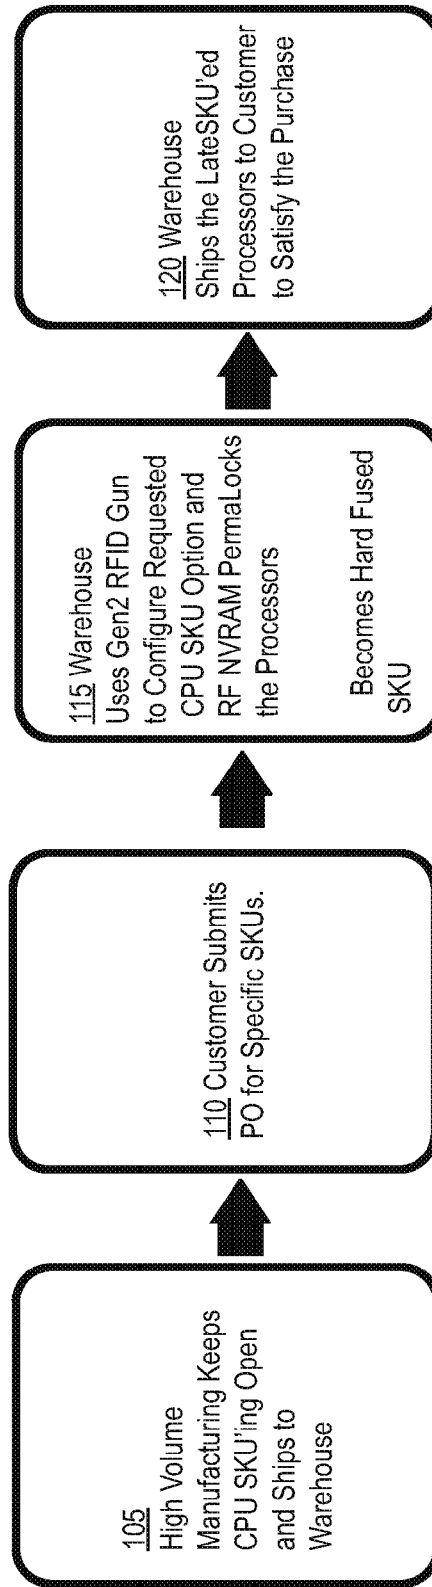 105
High Volume
Manufacturing Keeps
CPU SKU'ing Open
and Ships to
Warehouse
110 Customer Submits
PO for Specific SKUs.
115 Warehouse
Uses Gen2 RFID Gun
to Configure Requested
CPU SKU Option and
RF NVRAM PermaLocks
the Processors
Becomes Hard Fused
SKU
120 Warehouse
Ships the LateSKU'ed
Processors to Customer
to Satisfy the Purchase